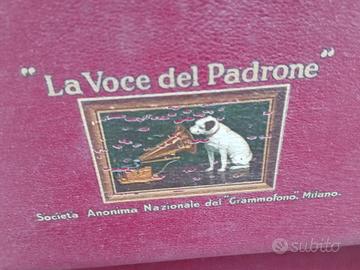 "La Voce del Padrone"
Società Anonima Nazionale del "Grammofono". Milano.
subito